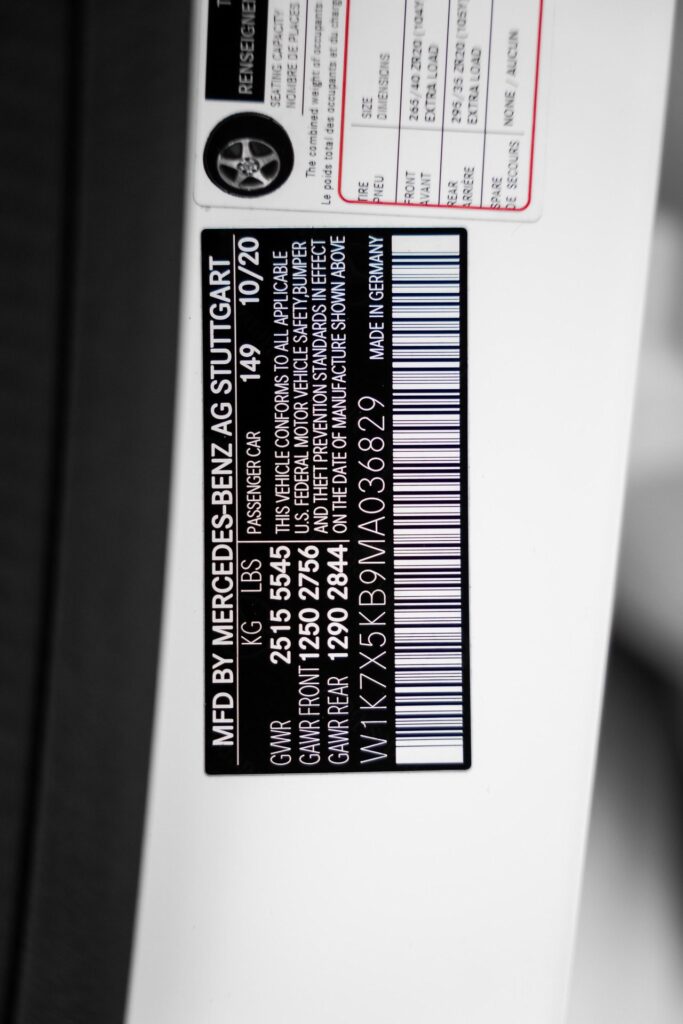 RENSEIGNE
SEATING CAPACITY
NOMBRE DE PLACES
The combined weight of occupants
Le poids total des occupants et du
TIRE SIZE
PNEU DIMENSIONS
FRONT 265/40 ZR20 (104Y
AVANT EXTRA LOAD
REAR 295/35 ZR20 (105Y)
ARRIÈRE EXTRA LOAD
SPARE
DE SECOURS NONE / AUCUN
MFD BY MERCEDES-BENZ AG STUTTGART
KG LBS PASSENGER CAR 149 10/20
GVWR 2515 5545 THIS VEHICLE CONFORMS TO ALL APPLICABLE
GAWR FRONT 1250 2756 U.S. FEDERAL MOTOR VEHICLE SAFETY,BUMPER
AND THEFT PREVENTION STANDARDS IN EFFECT
GAWR REAR 1290 2844 ON THE DATE OF MANUFACTURE SHOWN ABOVE
W1K7X5KB9MA036829 MADE IN GERMANY